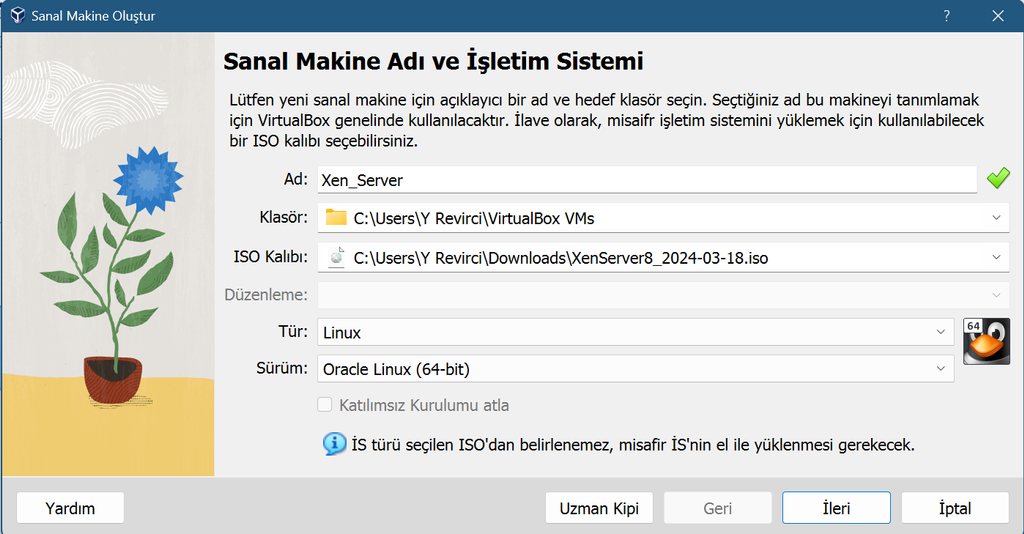 Sanal Makine Oluştur
?
Sanal Makine Adı ve İşletim Sistemi
Lütfen yeni sanal makine için açıklayıcı bir ad ve hedef klasör seçin. Seçtiğiniz ad bu makineyi tanımlamak
için VirtualBox genelinde kullanılacaktır. İlave olarak, misaifr işletim sistemini yüklemek için kullanılabilecek
bir ISO kalıbı seçebilirsiniz.
Ad: Xen_Server
Klasör: C:\Users\Y Revirci\VirtualBox VMs
ISO Kalıbı: C:\Users\Y Revirci\Downloads\XenServer8_2024-03-18.iso
Düzenleme:
Tür: Linux
64
Sürüm: Oracle Linux (64-bit)
Katılımsız Kurulumu atla
İS türü seçilen ISO'dan belirlenemez, misafir İS'nin el ile yüklenmesi gerekecek.
Yardım Uzman Kipi Geri İleri İptal